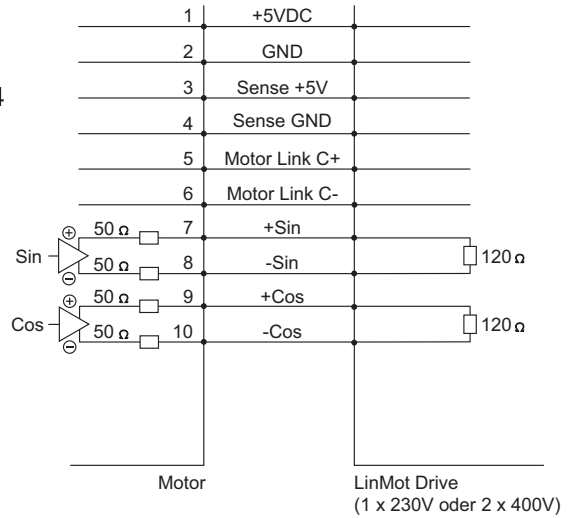 1 +5VDC
2 GND
3 Sense +5V
4
4 Sense GND
5 Motor Link C+
6 Motor Link C-
50 Ω 7 +Sin
Sin 120 Ω
50 Ω 8 -Sin
50 Ω 9 +Cos
Cos 120 Ω
50 Ω 10 -Cos
Motor LinMot Drive
(1 x 230V oder 2 x 400V)